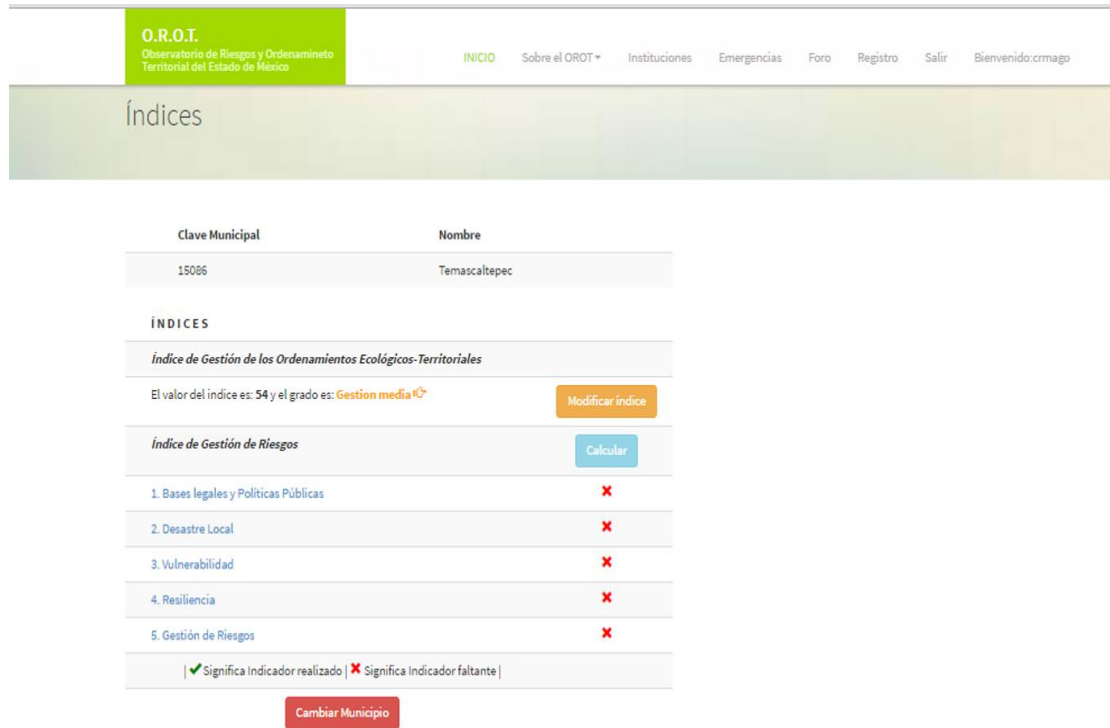 O.R.O.T.
Observatorio de Riesgos y Ordenamineto
Territorial del Estado de México
INICIO Sobre el OROT Instituciones Emergencias Foro Registro Salir Bienvenido:crmago
Índices
Clave Municipal Nombre
15086 Temascaltepec
ÍNDICES
Índice de Gestión de los Ordenamientos Ecológicos-Territoriales
El valor del indice es: 54 y el grado es: Gestion media
Modificar índice
Índice de Gestión de Riesgos
Calcular
1. Bases legales y Políticas Públicas
2. Desastre Local
3. Vulnerabilidad
4. Resiliencia
5. Gestión de Riesgos
| ✔ Significa Indicador realizado | ✖ Significa Indicador faltante |
Cambiar Municipio